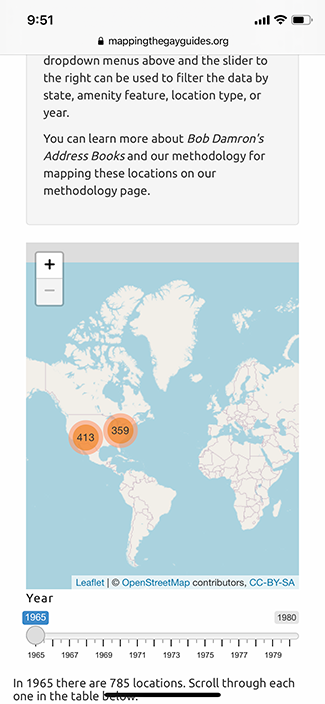 9:51
mappingthegayguides.org
dropdown menus above and the slider to
the right can be used to filter the data by
state, amenity feature, location type, or
year.
You can learn more about Bob Damron's
Address Books and our methodology for
mapping these locations on our
methodology page.
+
−
413
359
Leaflet | © OpenStreetMap contributors, CC-BY-SA
Year
1965 1980
1965 1967 1969 1971 1973 1975 1977 1979
In 1965 there are 785 locations. Scroll through each
one in the table below.